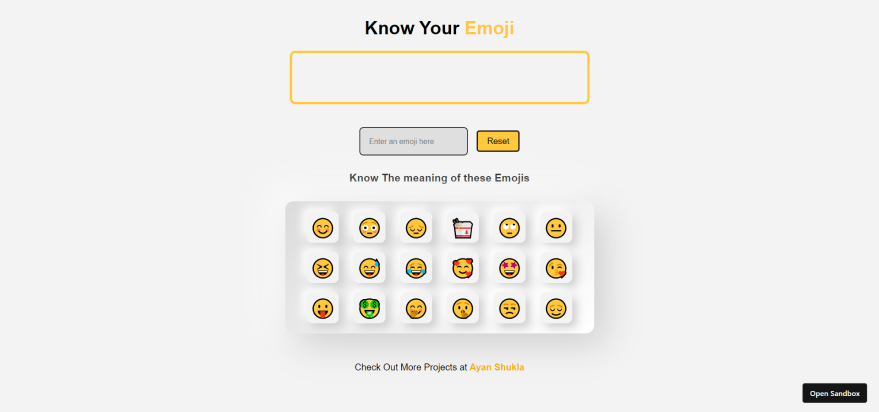 Know Your Emoji
Enter an emoji here
Reset
Know The meaning of these Emojis
Check Out More Projects at Ayan Shukla
Open Sandbox